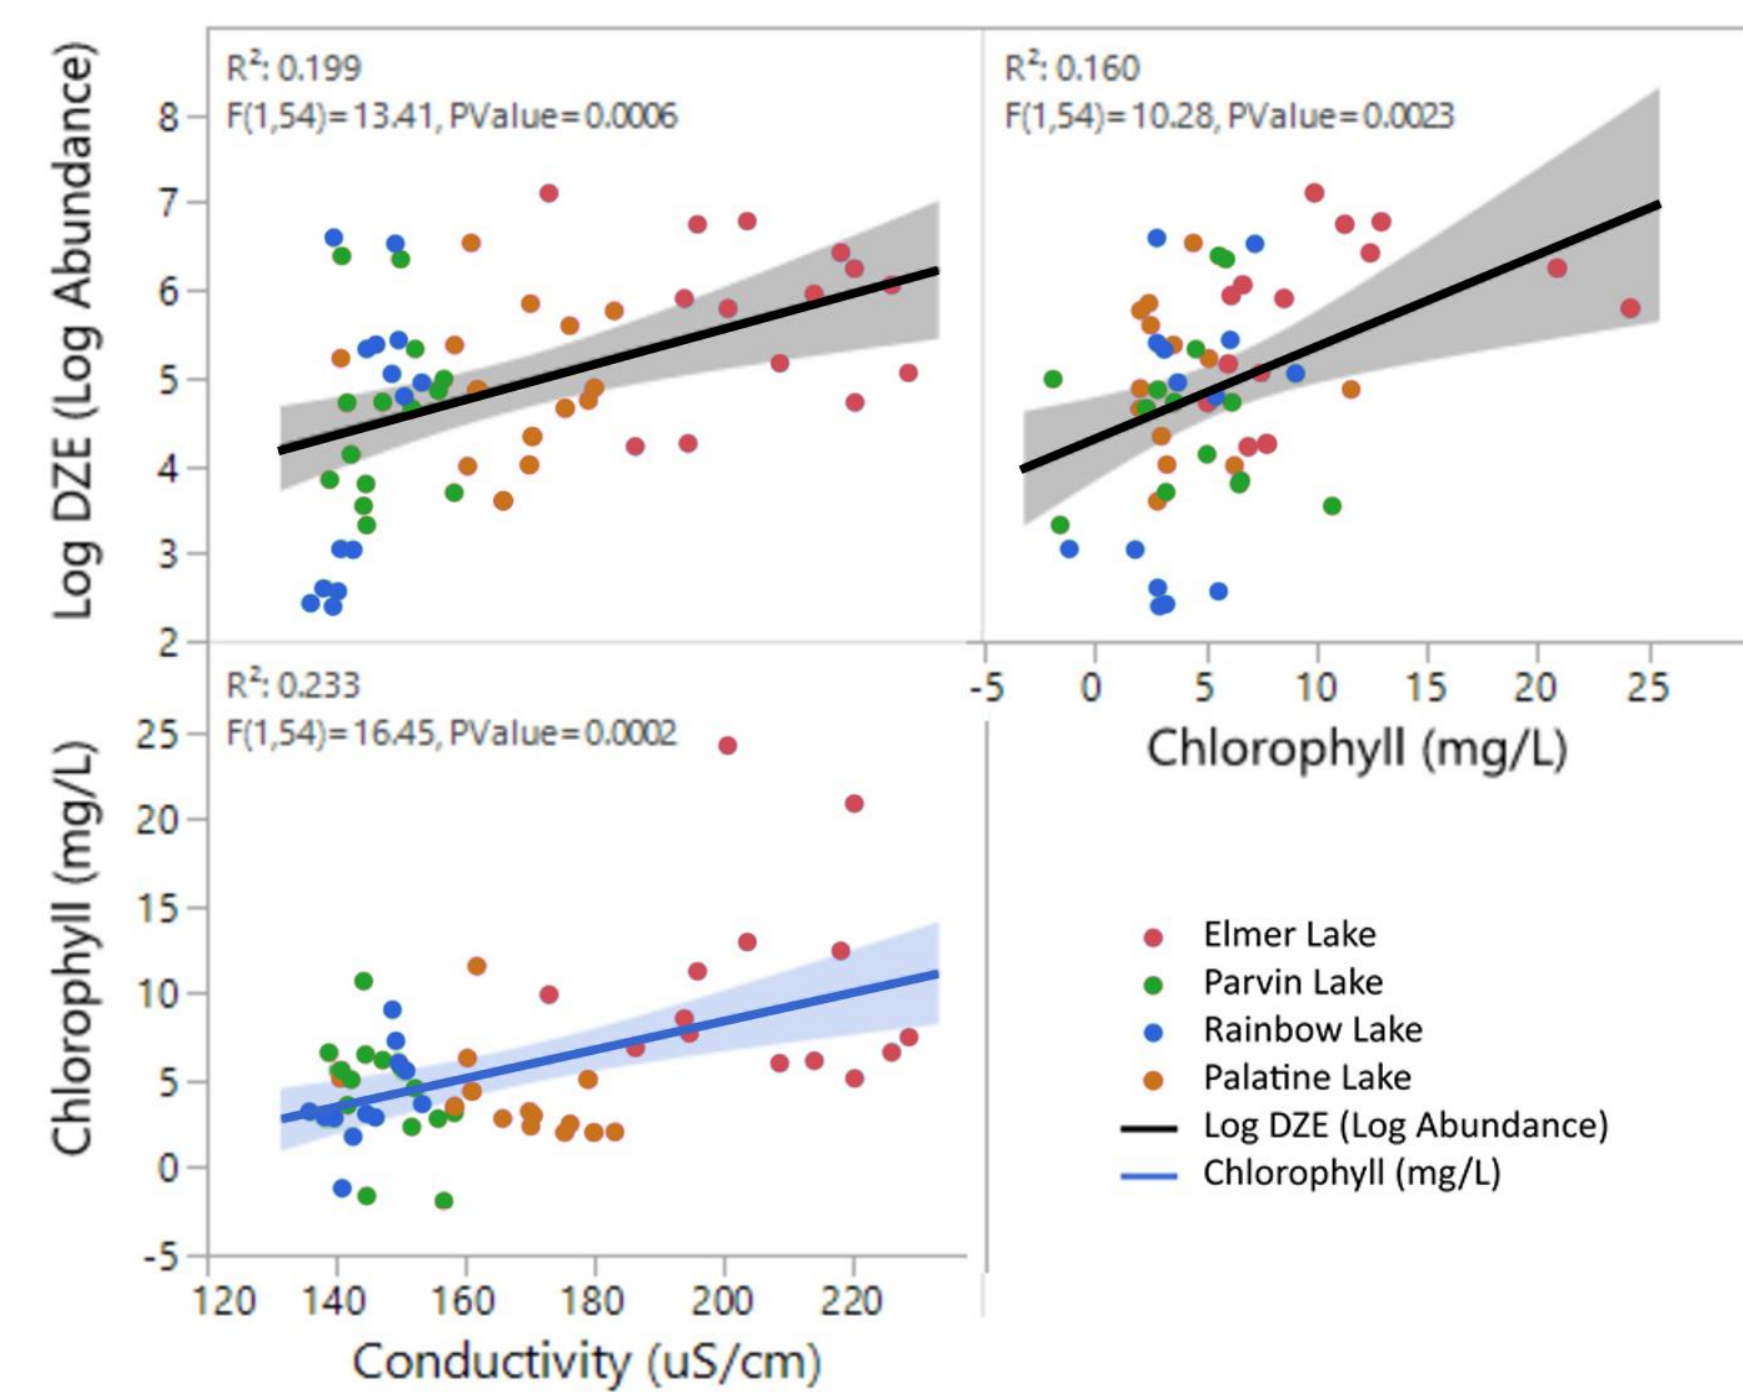 R²: 0.199
F(1,54)=13.41, PValue=0.0006
R²: 0.160
F(1,54)=10.28, PValue=0.0023
Log DZE (Log Abundance)
8
7
6
5
4
3
2
-5 0 5 10 15 20 25
Chlorophyll (mg/L)
R²: 0.233
F(1,54)=16.45, PValue=0.0002
Chlorophyll (mg/L)
25
20
15
10
5
0
-5
120 140 160 180 200 220
Conductivity (uS/cm)
Elmer Lake
Parvin Lake
Rainbow Lake
Palatine Lake
Log DZE (Log Abundance)
Chlorophyll (mg/L)